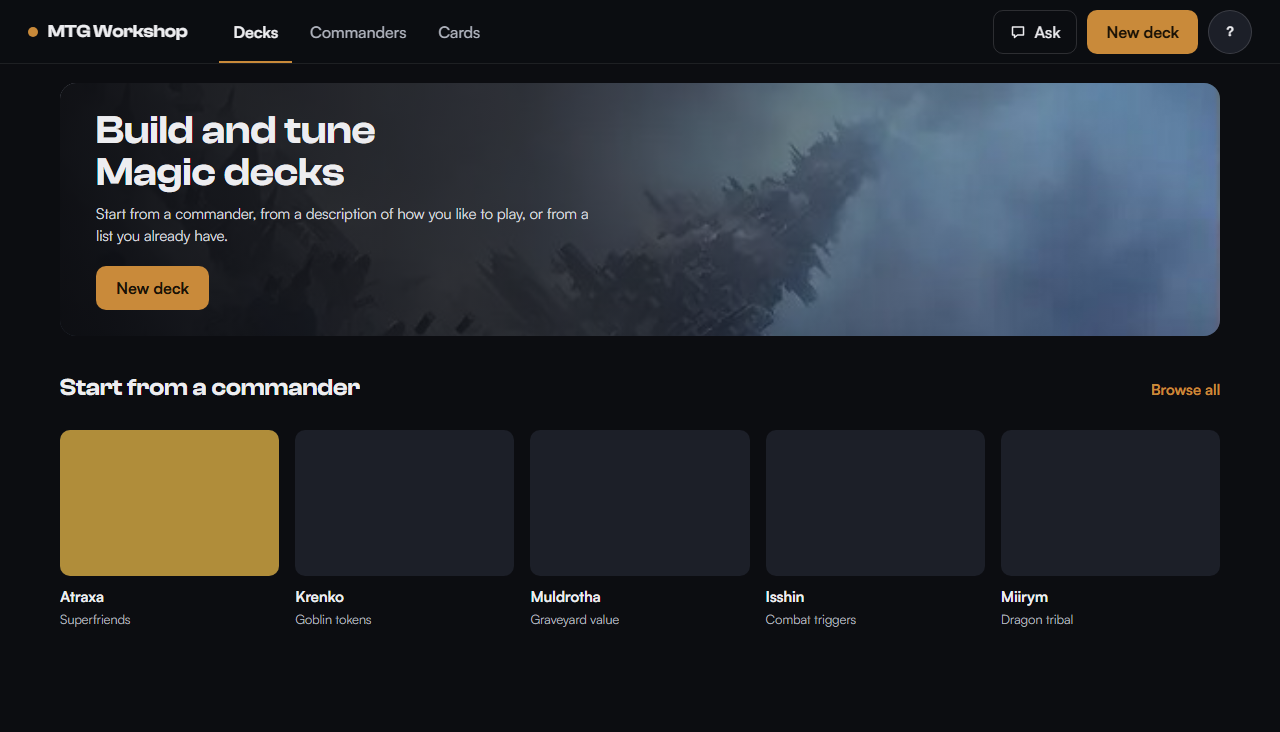 MTG Workshop
Decks
Commanders
Cards
Ask
New deck
?
Build and tune
Magic decks
Start from a commander, from a description of how you like to play, or from a
list you already have.
New deck
Start from a commander
Browse all
Atraxa
Superfriends
Krenko
Goblin tokens
Muldrotha
Graveyard value
Isshin
Combat triggers
Miirym
Dragon tribal